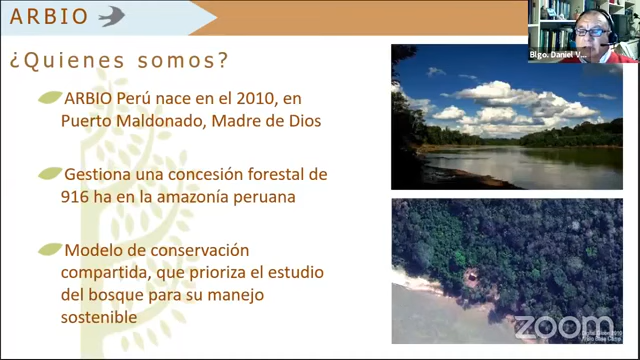 ARBIO
Blgo. Daniel V...
¿Quienes somos?
ARBIO Perú nace en el 2010, en
Puerto Maldonado, Madre de Dios
Gestiona una concesión forestal de
916 ha en la amazonía peruana
Modelo de conservación
compartida, que prioriza el estudio
del bosque para su manejo
sostenible
zoom